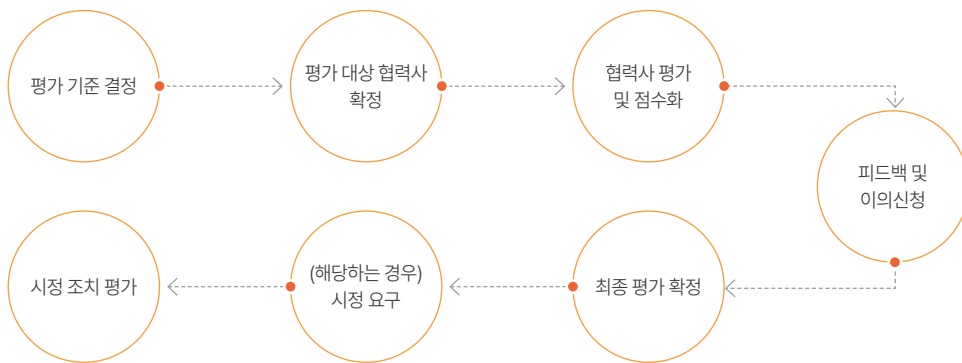 평가 기준 결정
평가 대상 협력사
확정
협력사 평가
및 점수화
피드백 및
이의신청
최종 평가 확정
(해당하는 경우)
시정 요구
시정 조치 평가